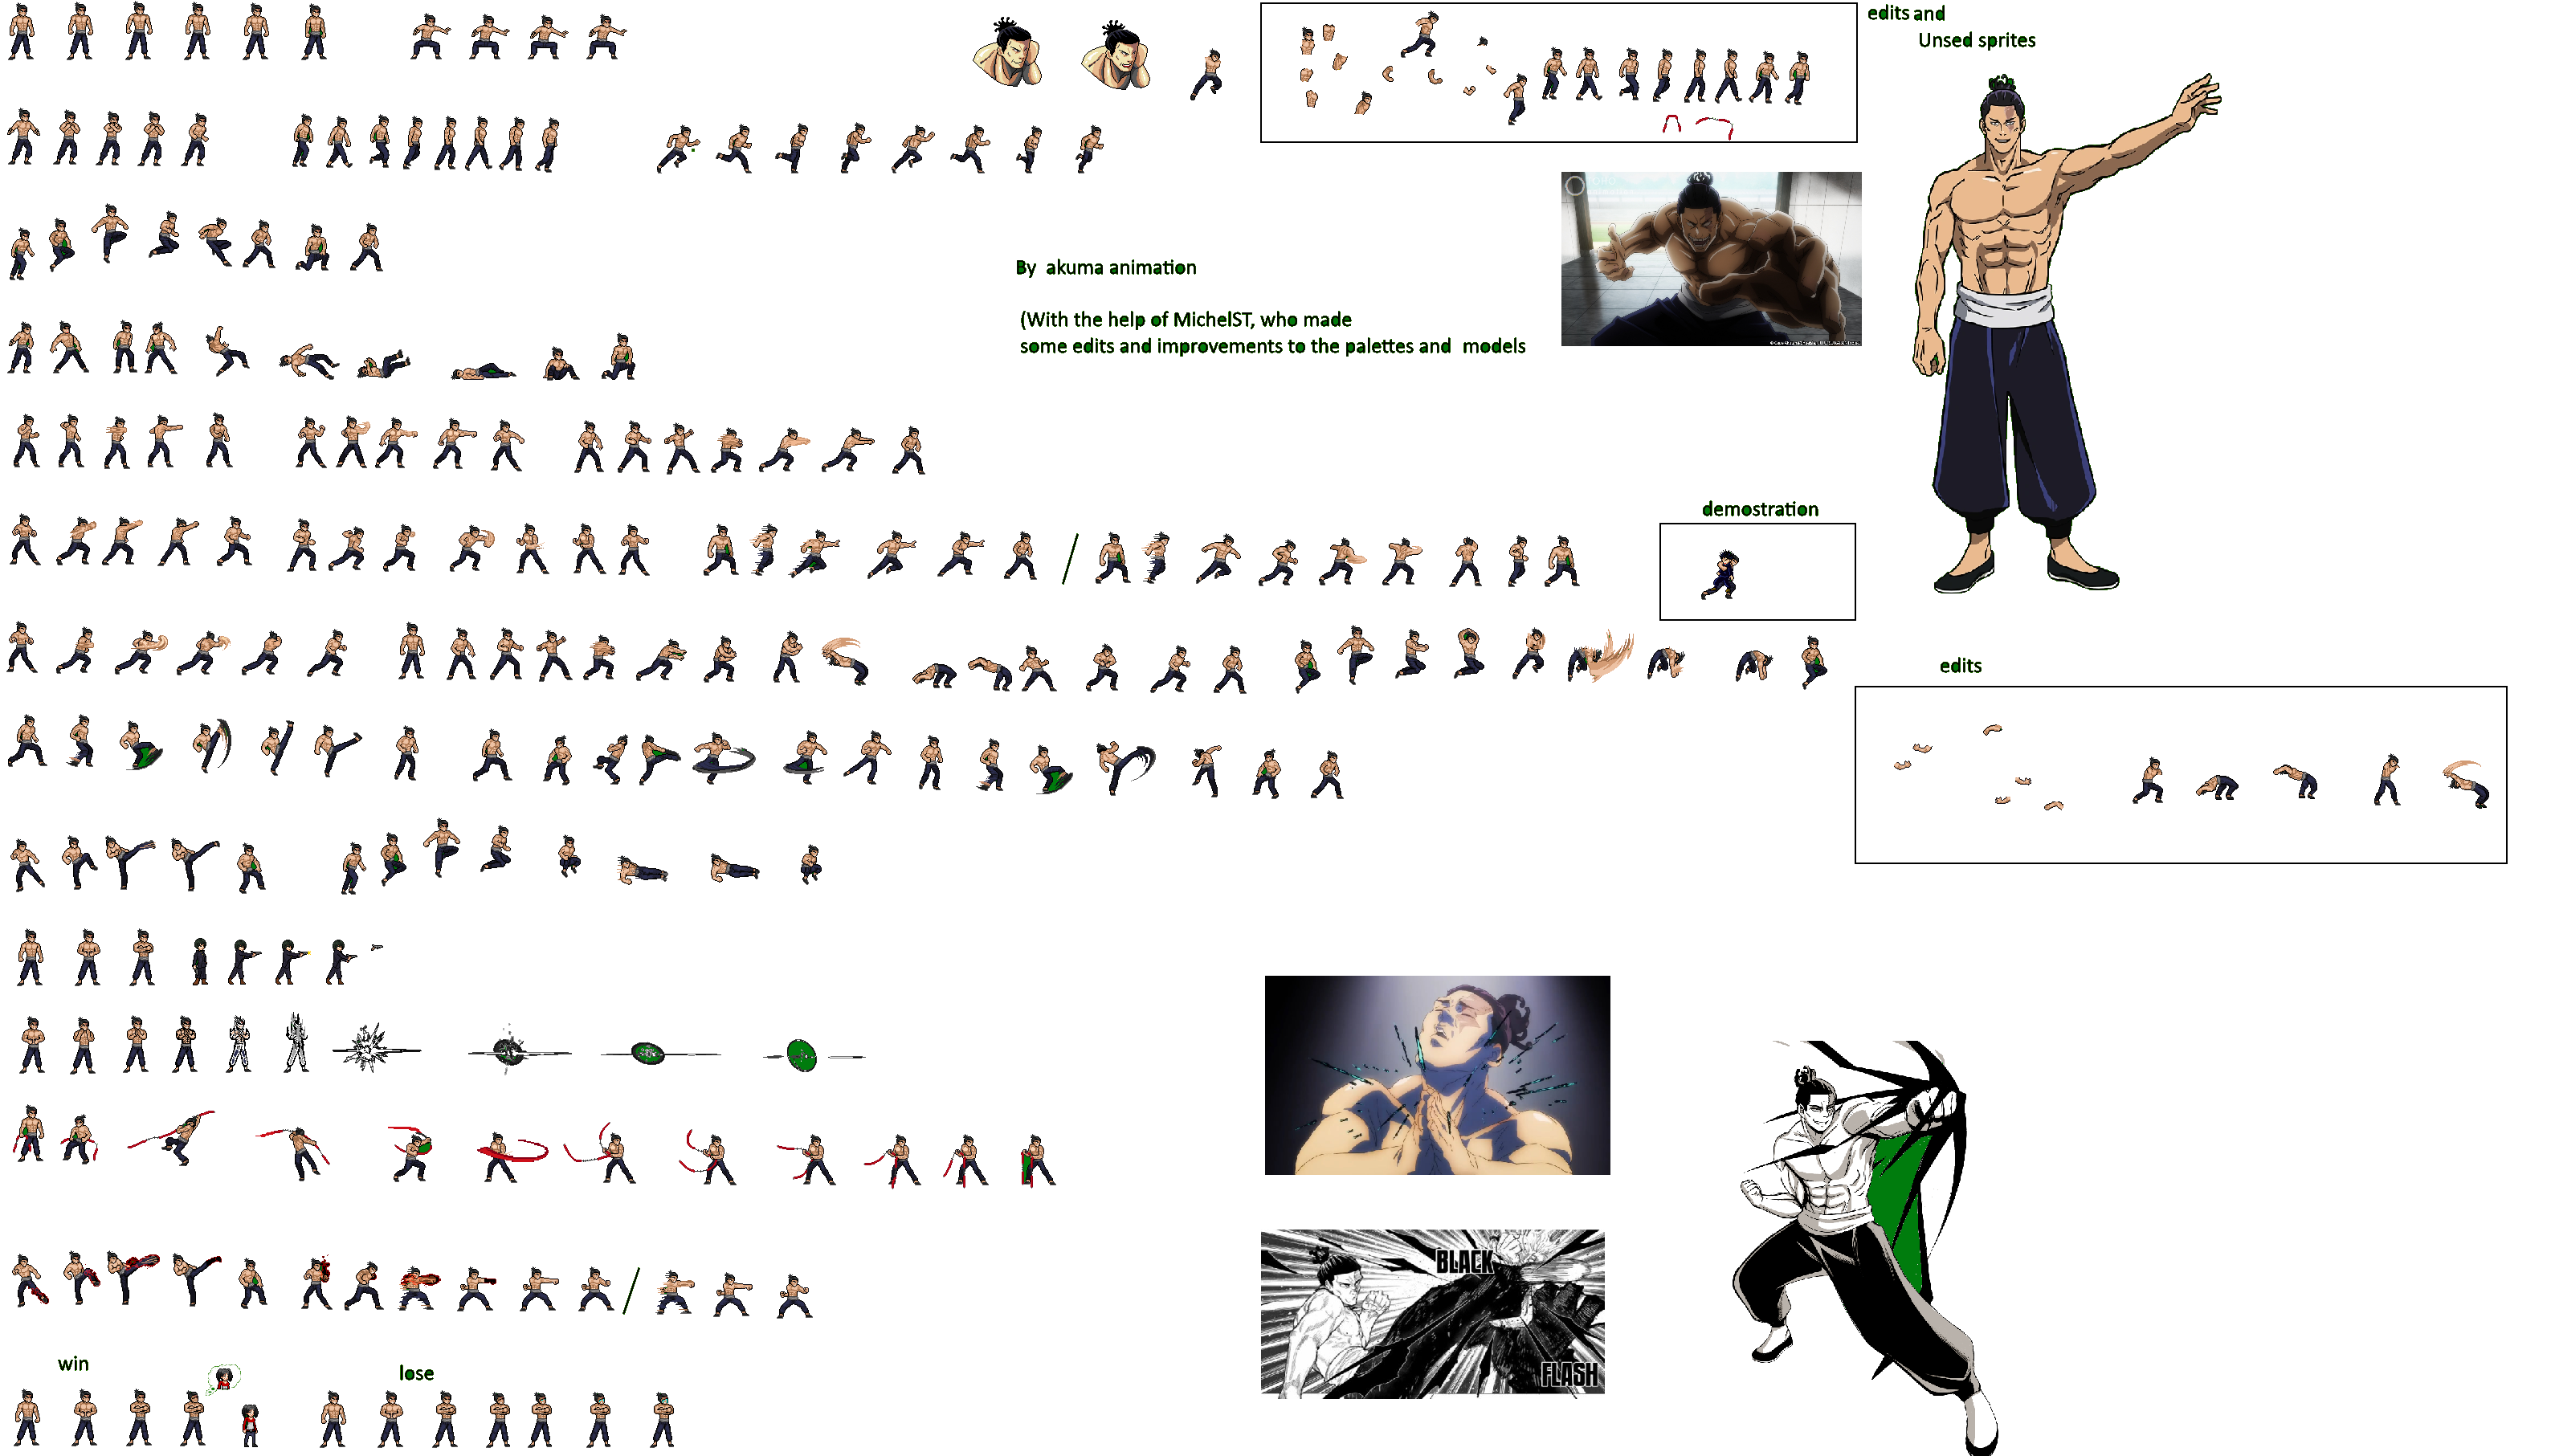 edits and
Unsed sprites
By akuma animation
(With the help of MichelST, who made
some edits and improvements to the palettes and models
demostration
edits
BLACK
FLASH
win
lose